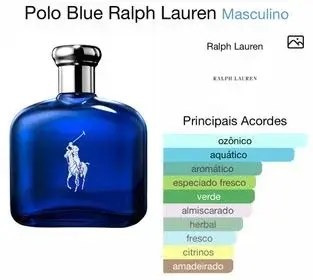 Polo Blue Ralph Lauren Masculino
Ralph Lauren
RALPH LAUREN
Principais Acordes
ozônico
aquático
aromático
especiado fresco
verde
almiscarado
herbal
fresco
citrinos
amadeirado